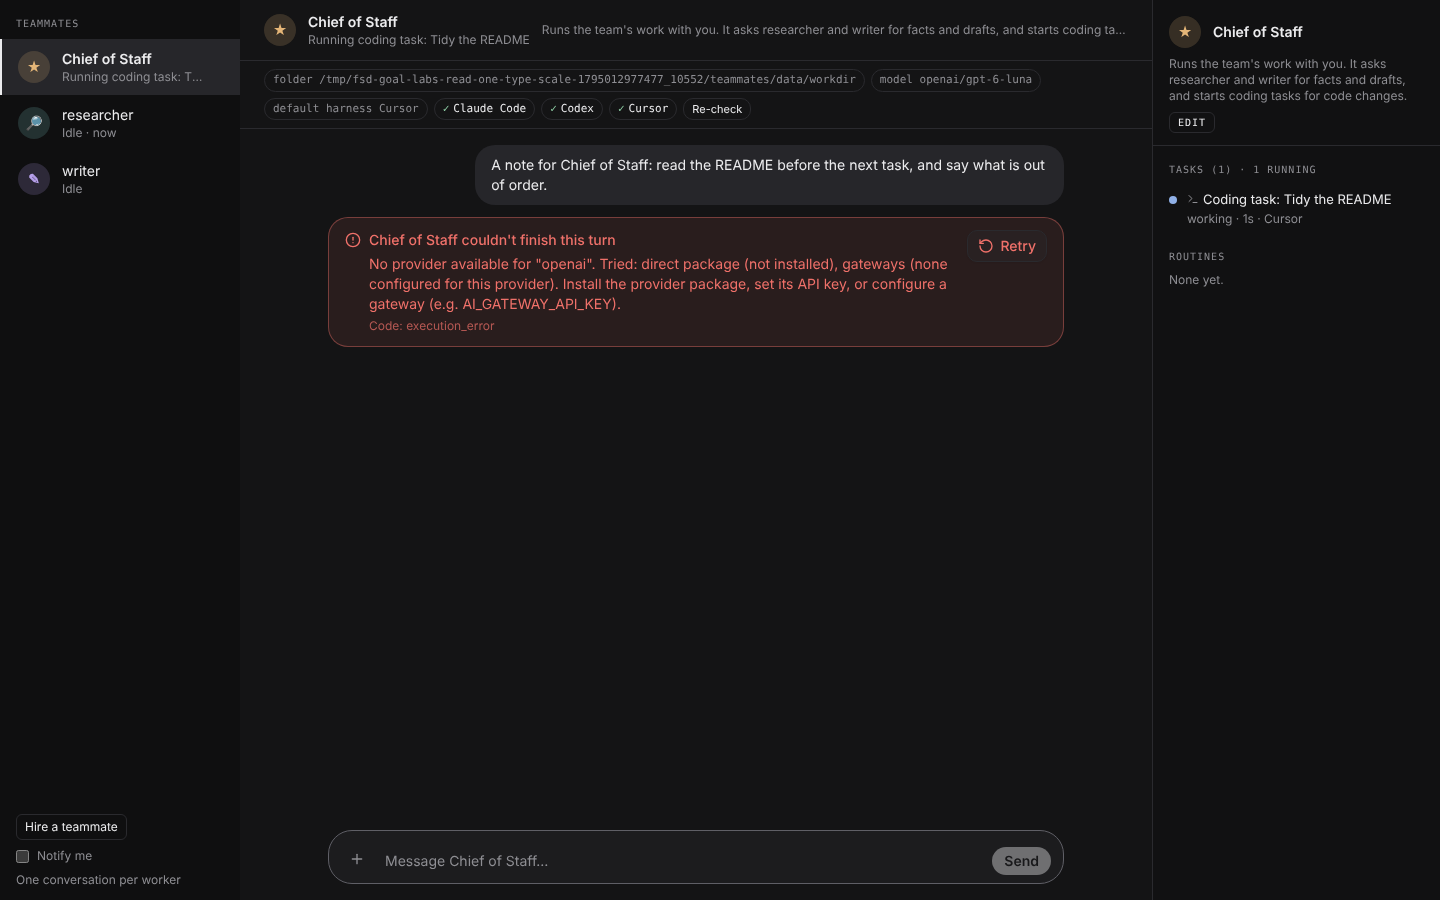 TEAMMATES
Chief of Staff
Running coding task: T...
researcher
Idle · now
writer
Idle
Hire a teammate
Notify me
One conversation per worker
Chief of Staff
Running coding task: Tidy the README
Runs the team's work with you. It asks researcher and writer for facts and drafts, and starts coding ta...
folder /tmp/fsd-goal-labs-read-one-type-scale-1795012977477_10552/teammates/data/workdir
model openai/gpt-6-luna
default harness Cursor
✓ Claude Code
✓ Codex
✓ Cursor
Re-check
A note for Chief of Staff: read the README before the next task, and say what is out
of order.
Chief of Staff couldn't finish this turn
Retry
No provider available for "openai". Tried: direct package (not installed), gateways (none
configured for this provider). Install the provider package, set its API key, or configure a
gateway (e.g. AI_GATEWAY_API_KEY).
Code: execution_error
Message Chief of Staff...
Send
Chief of Staff
Runs the team's work with you. It asks
researcher and writer for facts and drafts,
and starts coding tasks for code changes.
EDIT
TASKS (1) · 1 RUNNING
Coding task: Tidy the README
working · 1s · Cursor
ROUTINES
None yet.